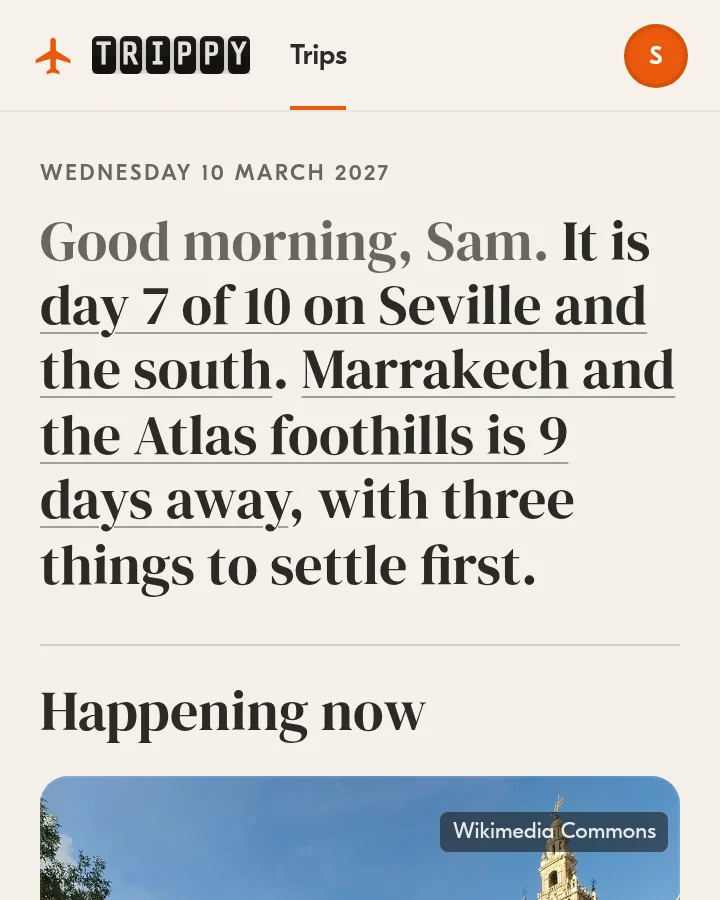 TRIPPY
Trips
S
WEDNESDAY 10 MARCH 2027
Good morning, Sam. It is
day 7 of 10 on Seville and
the south. Marrakech and
the Atlas foothills is 9
days away, with three
things to settle first.
Happening now
Wikimedia Commons